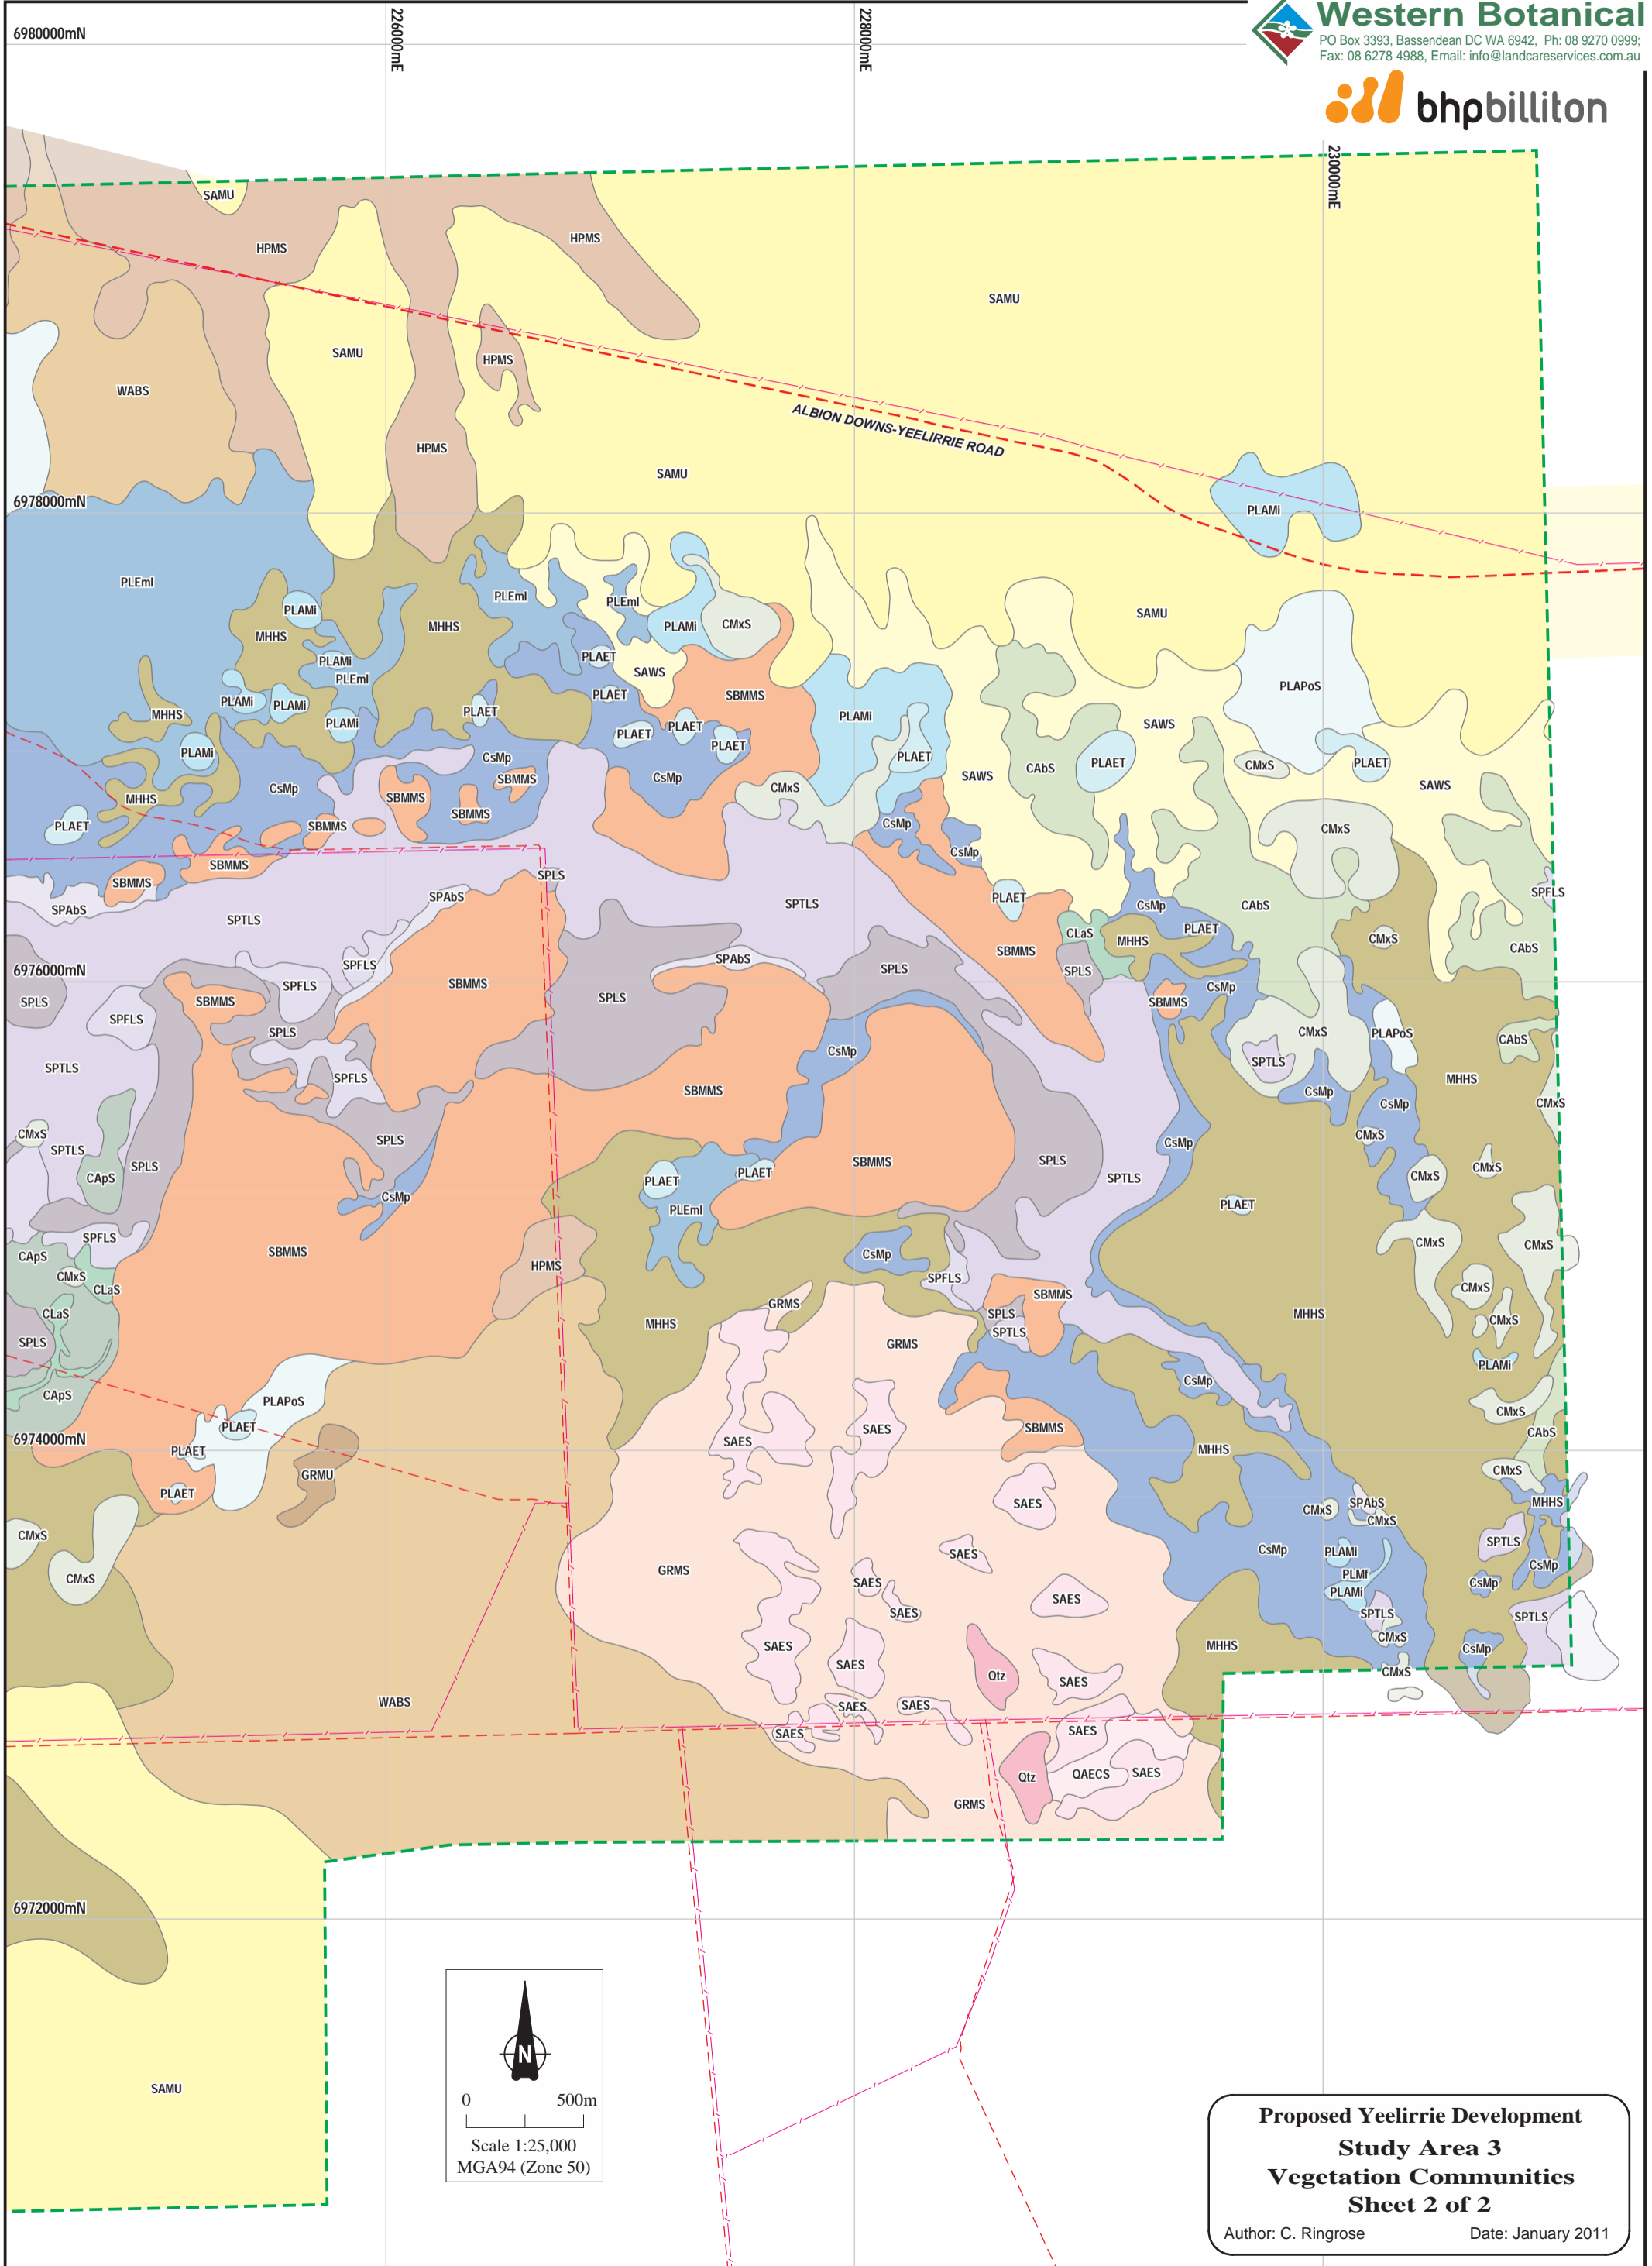 Western Botanical
PO Box 3393, Bassendean DC WA 6942, Ph: 08 9270 0999;
Fax: 08 6278 4988, Email: info@landcareservices.com.au
bhpbilliton
6980000mN
226000mE
228000mE
230000mE
SAMU
HPMS
HPMS
SAMU
SAMU
HPMS
WABS
ALBION DOWNS-YEELIRRIE ROAD
HPMS
SAMU
6978000mN
PLAMi
PLEml
PLEml
PLEml
PLAMi
SAMU
MHHS
MHHS
PLAMi
CMxS
PLAET
PLAMi
SAWS
PLEml
PLAPoS
PLAET
SBMMS
PLAMi
PLAMi
MHHS
PLAET
PLAMi
SAWS
PLAMi
PLAET
PLAET
PLAET
PLAMi
CsMp
PLAET
PLAET
CMxS
PLAET
CAbS
SAWS
CsMp
SBMMS
CsMp
CMxS
SAWS
MHHS
SBMMS
SBMMS
PLAET
SBMMS
CsMp
CMxS
CsMp
SBMMS
SBMMS
SPLS
SPFLS
SPAbS
PLAET
SPAbS
SPTLS
CsMp
CAbS
SPTLS
CLaS
PLAET
MHHS
CMxS
SBMMS
CAbS
SPAbS
SPFLS
SPLS
SPLS
6976000mN
SBMMS
SPFLS
CsMp
SPLS
SBMMS
SPLS
SBMMS
SPFLS
SPLS
CMxS
PLAPoS
CAbS
CsMp
SPTLS
SPTLS
SPFLS
MHHS
SBMMS
CsMp
CsMp
CMxS
CMxS
CMxS
SPLS
CsMp
SPTLS
SBMMS
SPLS
CMxS
SPLS
PLAET
CMxS
CApS
PLAET
SPTLS
CsMp
PLAET
PLEml
SPFLS
CMxS
CMxS
SBMMS
CsMp
CApS
HPMS
CMxS
SPFLS
CLaS
CMxS
SBMMS
GRMS
CLaS
SPLS
MHHS
CMxS
MHHS
SPTLS
SPLS
GRMS
PLAMi
CsMp
CApS
PLAPoS
CMxS
PLAET
SBMMS
SAES
CAbS
6974000mN
SAES
MHHS
PLAET
CMxS
GRMU
PLAET
SAES
SPAbS
MHHS
CMxS
CMxS
CMxS
SPTLS
CsMp
PLAMi
SAES
CsMp
GRMS
PLMf
CMxS
SAES
CsMp
PLAMi
SAES
SAES
SPTLS
SPTLS
CMxS
SAES
MHHS
CsMp
SAES
CMxS
Qtz
SAES
WABS
SAES
SAES
SAES
SAES
QAECS
SAES
Qtz
GRMS
6972000mN
SAMU
N
0 500m
Scale 1:25,000
MGA94 (Zone 50)
Proposed Yeelirrie Development
Study Area 3
Vegetation Communities
Sheet 2 of 2
Author: C. Ringrose Date: January 2011